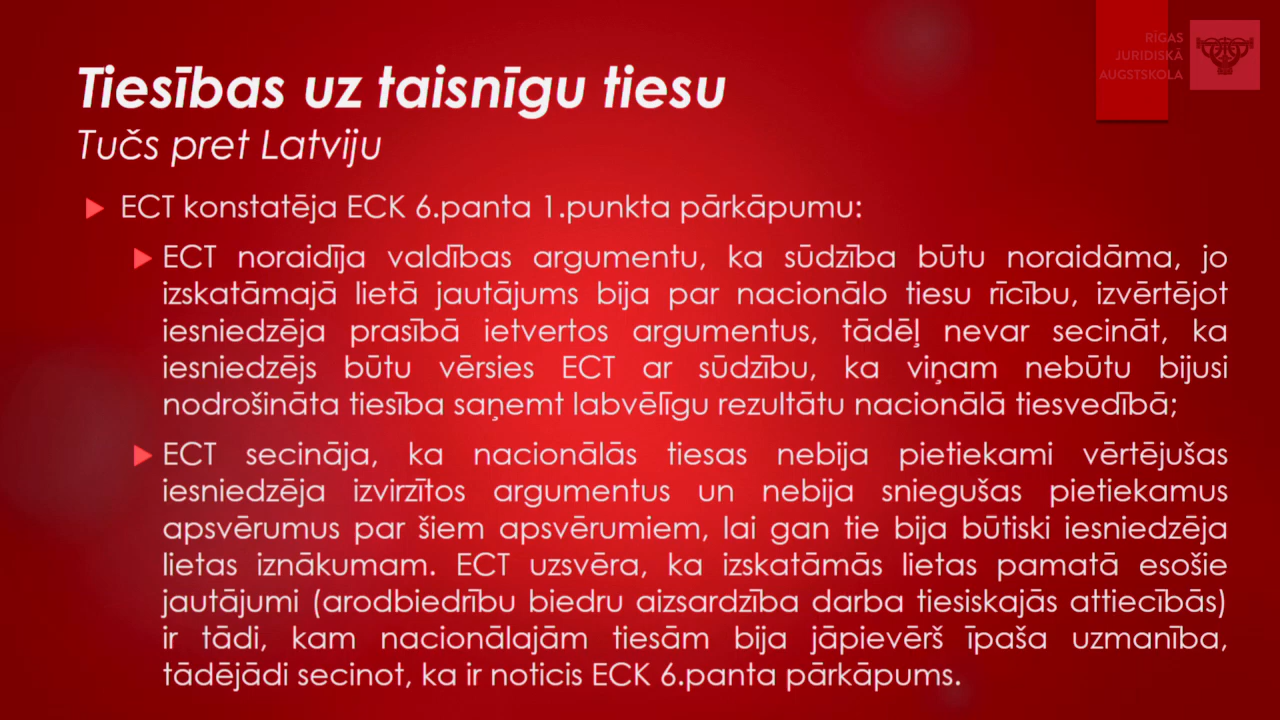 RĪGAS
JURIDISKĀ
AUGSTSKOLA
Tiesības uz taisnīgu tiesu
Tučs pret Latviju
ECT konstatēja ECK 6.panta 1.punkta pārkāpumu:
ECT noraidīja valdības argumentu, ka sūdzība būtu noraidāma, jo
izskatāmajā lietā jautājums bija par nacionālo tiesu rīcību, izvērtējot
iesniedzēja prasībā ietvertos argumentus, tādēļ nevar secināt, ka
iesniedzējs būtu vērsies ECT ar sūdzību, ka viņam nebūtu bijusi
nodrošināta tiesība saņemt labvēlīgu rezultātu nacionālā tiesvedībā;
ECT secināja, ka nacionālās tiesas nebija pietiekami vērtējušas
iesniedzēja izvirzītos argumentus un nebija sniegušas pietiekamus
apsvērumus par šiem apsvērumiem, lai gan tie bija būtiski iesniedzēja
lietas iznākumam. ECT uzsvēra, ka izskatāmās lietas pamatā esošie
jautājumi (arodbiedrību biedru aizsardzība darba tiesiskajās attiecībās)
ir tādi, kam nacionālajām tiesām bija jāpievērš īpaša uzmanība,
tādējādi secinot, ka ir noticis ECK 6.panta pārkāpums.